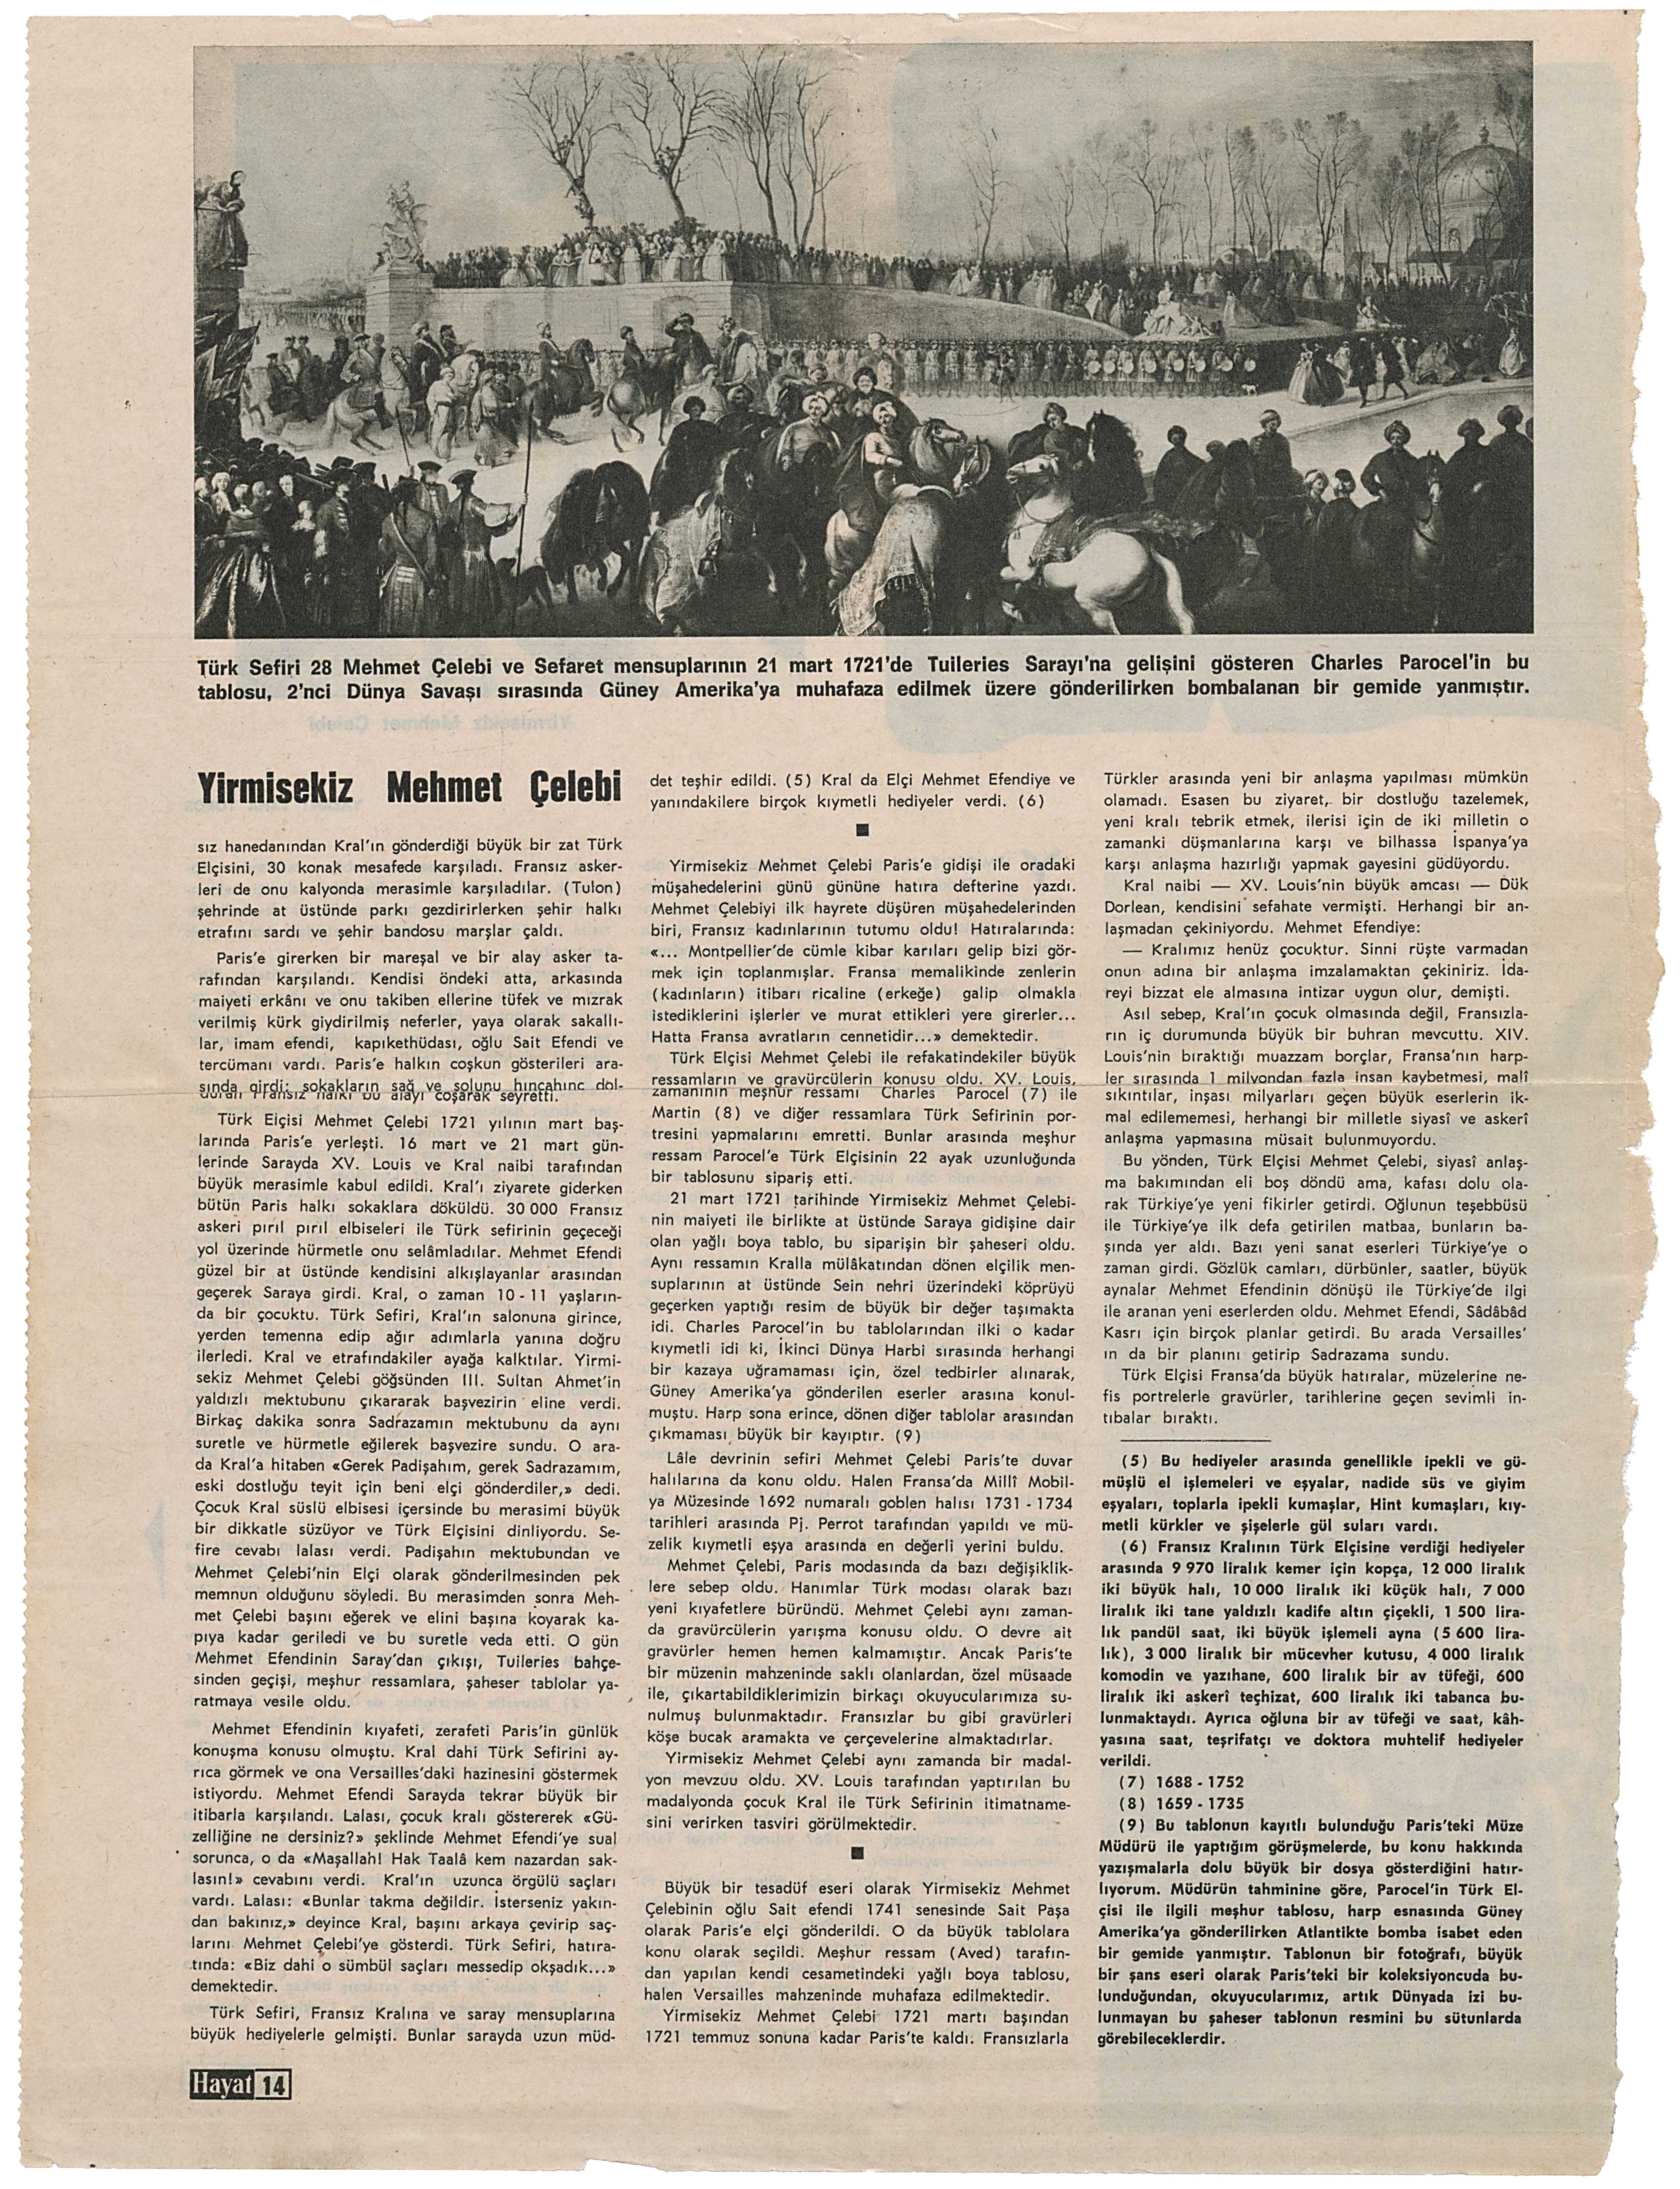 Türk Sefiri 28 Mehmet Çelebi ve Sefaret mensuplarının 21 mart 1721'de Tuileries Sarayı'na gelişini gösteren Charles Parocel'in bu
tablosu, 2'nci Dünya Savaşı sırasında Güney Amerika'ya muhafaza edilmek üzere gönderilirken bombalanan bir gemide yanmıştır.
Yirmisekiz Mehmet Çelebi
sız hanedanından Kral'ın gönderdiği büyük bir zat Türk
Elçisini, 30 konak mesafede karşıladı. Fransız asker-
leri de onu kalyonda merasimle karşıladılar. (Tulon)
şehrinde at üstünde parkı gezdirirlerken şehir halkı
etrafını sardı ve şehir bandosu marşlar çaldı.
Paris'e girerken bir mareşal ve bir alay asker ta-
rafından karşılandı. Kendisi öndeki atta, arkasında
maiyeti erkânı ve onu takiben ellerine tüfek ve mızrak
verilmiş kürk giydirilmiş neferler, yaya olarak sakallı-
lar, imam efendi, kapıkethüdası, oğlu Sait Efendi ve
tercümanı vardı. Paris'e halkın coşkun gösterileri ara-
sında girdi; sokakların sağ ve solunu hıncahınc dol-
duran Fransız halkı bu alayı coşarak seyretti.
Türk Elçisi Mehmet Çelebi 1721 yılının mart baş-
larında Paris'e yerleşti. 16 mart ve 21 mart gün-
lerinde Sarayda XV. Louis ve Kral naibi tarafından
büyük merasimle kabul edildi. Kral'ı ziyarete giderken
bütün Paris halkı sokaklara döküldü. 30 000 Fransız
askeri pırıl pırıl elbiseleri ile Türk sefirinin geçeceği
yol üzerinde hürmetle onu selâmladılar. Mehmet Efendi
güzel bir at üstünde kendisini alkışlayanlar arasından
geçerek Saraya girdi. Kral, o zaman 10 - 11 yaşların-
da bir çocuktu. Türk Sefiri, Kral'ın salonuna girince,
yerden temenna edip ağır adımlarla yanına doğru
ilerledi. Kral ve etrafındakiler ayağa kalktılar. Yirmi-
sekiz Mehmet Çelebi göğsünden III. Sultan Ahmet'in
yaldızlı mektubunu çıkararak başvezirin eline verdi.
Birkaç dakika sonra Sadrazamın mektubunu da aynı
suretle ve hürmetle eğilerek başvezire sundu. O ara-
da Kral'a hitaben «Gerek Padişahım, gerek Sadrazamım,
eski dostluğu teyit için beni elçi gönderdiler,» dedi.
Çocuk Kral süslü elbisesi içersinde bu merasimi büyük
bir dikkatle süzüyor ve Türk Elçisini dinliyordu. Se-
fire cevabı lalası verdi. Padişahın mektubundan ve
Mehmet Çelebi'nin Elçi olarak gönderilmesinden pek
memnun olduğunu söyledi. Bu merasimden sonra Meh-
met Çelebi başını eğerek ve elini başına koyarak ka-
pıya kadar geriledi ve bu suretle veda etti. O gün
Mehmet Efendinin Saray'dan çıkışı, Tuileries bahçe-
sinden geçişi, meşhur ressamlara, şaheser tablolar ya-
ratmaya vesile oldu.
Mehmet Efendinin kıyafeti, zerafeti Paris'in günlük
konuşma konusu olmuştu. Kral dahi Türk Sefirini ay-
rıca görmek ve ona Versailles'daki hazinesini göstermek
istiyordu. Mehmet Efendi Sarayda tekrar büyük bir
itibarla karşılandı. Lalası, çocuk kralı göstererek «Gü-
zelliğine ne dersiniz?» şeklinde Mehmet Efendi'ye sual
sorunca, o da «Maşallah! Hak Taalâ kem nazardan sak-
lasın!» cevabını verdi. Kral'ın uzunca örgülü saçları
vardı. Lalası: «Bunlar takma değildir. İsterseniz yakın-
dan bakınız,» deyince Kral, başını arkaya çevirip saç-
larını Mehmet Çelebi'ye gösterdi. Türk Sefiri, hatıra-
tında: «Biz dahi o sümbül saçları messedip okşadık...»
demektedir.
Türk Sefiri, Fransız Kralına ve saray mensuplarına
büyük hediyelerle gelmişti. Bunlar sarayda uzun müd-
det teşhir edildi. (5) Kral da Elçi Mehmet Efendiye ve
yanındakilere birçok kıymetli hediyeler verdi. (6)
Yirmisekiz Mehmet Çelebi Paris'e gidişi ile oradaki
müşahedelerini günü gününe hatıra defterine yazdı.
Mehmet Çelebiyi ilk hayrete düşüren müşahedelerinden
biri, Fransız kadınlarının tutumu oldu! Hatıralarında:
«... Montpellier'de cümle kibar karıları gelip bizi gör-
mek için toplanmışlar. Fransa memalikinde zenlerin
(kadınların) itibarı ricaline (erkeğe) galip olmakla
istediklerini işlerler ve murat ettikleri yere girerler...
Hatta Fransa avratların cennetidir...» demektedir.
Türk Elçisi Mehmet Çelebi ile refakatindekiler büyük
ressamların ve gravürcülerin konusu oldu. XV. Louis,
zamanının meşhur ressamı Charles Parocel (7) ile
Martin (8) ve diğer ressamlara Türk Sefirinin por-
tresini yapmalarını emretti. Bunlar arasında meşhur
ressam Parocel'e Türk Elçisinin 22 ayak uzunluğunda
bir tablosunu sipariş etti.
21 mart 1721 tarihinde Yirmisekiz Mehmet Çelebi-
nin maiyeti ile birlikte at üstünde Saraya gidişine dair
olan yağlı boya tablo, bu siparişin bir şaheseri oldu.
Aynı ressamın Kralla mülâkatından dönen elçilik men-
suplarının at üstünde Sein nehri üzerindeki köprüyü
geçerken yaptığı resim de büyük bir değer taşımakta
idi. Charles Parocel'in bu tablolarından ilki o kadar
kıymetli idi ki, İkinci Dünya Harbi sırasında herhangi
bir kazaya uğramaması için, özel tedbirler alınarak,
Güney Amerika'ya gönderilen eserler arasına konul-
muştu. Harp sona erince, dönen diğer tablolar arasından
çıkmaması büyük bir kayıptır. (9)
Lâle devrinin sefiri Mehmet Çelebi Paris'te duvar
halılarına da konu oldu. Halen Fransa'da Millî Mobil-
ya Müzesinde 1692 numaralı goblen halısı 1731 - 1734
tarihleri arasında Pj. Perrot tarafından yapıldı ve mü-
zelik kıymetli eşya arasında en değerli yerini buldu.
Mehmet Çelebi, Paris modasında da bazı değişiklik-
lere sebep oldu. Hanımlar Türk modası olarak bazı
yeni kıyafetlere büründü. Mehmet Çelebi aynı zaman-
da gravürcülerin yarışma konusu oldu. O devre ait
gravürler hemen hemen kalmamıştır. Ancak Paris'te
bir müzenin mahzeninde saklı olanlardan, özel müsaade
ile, çıkartabildiklerimizin birkaçı okuyucularımıza su-
nulmuş bulunmaktadır. Fransızlar bu gibi gravürleri
köşe bucak aramakta ve çerçevelerine almaktadırlar.
Yirmisekiz Mehmet Çelebi aynı zamanda bir madal-
yon mevzuu oldu. XV. Louis tarafından yaptırılan bu
madalyonda çocuk Kral ile Türk Sefirinin itimatname-
sini verirken tasviri görülmektedir.
Büyük bir tesadüf eseri olarak Yirmisekiz Mehmet
Çelebinin oğlu Sait efendi 1741 senesinde Sait Paşa
olarak Paris'e elçi gönderildi. O da büyük tablolara
konu olarak seçildi. Meşhur ressam (Aved) tarafın-
dan yapılan kendi cesametindeki yağlı boya tablosu,
halen Versailles mahzeninde muhafaza edilmektedir.
Yirmisekiz Mehmet Çelebi 1721 martı başından
1721 temmuz sonuna kadar Paris'te kaldı. Fransızlarla
Türkler arasında yeni bir anlaşma yapılması mümkün
olamadı. Esasen bu ziyaret, bir dostluğu tazelemek,
yeni kralı tebrik etmek, ilerisi için de iki milletin o
zamanki düşmanlarına karşı ve bilhassa İspanya'ya
karşı anlaşma hazırlığı yapmak gayesini güdüyordu.
Kral naibi — XV. Louis'nin büyük amcası — Dük
Dorlean, kendisini sefahate vermişti. Herhangi bir an-
laşmadan çekiniyordu. Mehmet Efendiye:
— Kralımız henüz çocuktur. Sinni rüşte varmadan
onun adına bir anlaşma imzalamaktan çekiniriz. İda-
reyi bizzat ele almasına intizar uygun olur, demişti.
Asıl sebep, Kral'ın çocuk olmasında değil, Fransızla-
rın iç durumunda büyük bir buhran mevcuttu. XIV.
Louis'nin bıraktığı muazzam borçlar, Fransa'nın harp-
ler sırasında 1 milyondan fazla insan kaybetmesi, malî
sıkıntılar, inşası milyarları geçen büyük eserlerin ik-
mal edilememesi, herhangi bir milletle siyasî ve askerî
anlaşma yapmasına müsait bulunmuyordu.
Bu yönden, Türk Elçisi Mehmet Çelebi, siyasî anlaş-
ma bakımından eli boş döndü ama, kafası dolu ola-
rak Türkiye'ye yeni fikirler getirdi. Oğlunun teşebbüsü
ile Türkiye'ye ilk defa getirilen matbaa, bunların ba-
şında yer aldı. Bazı yeni sanat eserleri Türkiye'ye o
zaman girdi. Gözlük camları, dürbünler, saatler, büyük
aynalar Mehmet Efendinin dönüşü ile Türkiye'de ilgi
ile aranan yeni eserlerden oldu. Mehmet Efendi, Sâdâbâd
Kasrı için birçok planlar getirdi. Bu arada Versailles'
ın da bir planını getirip Sadrazama sundu.
Türk Elçisi Fransa'da büyük hatıralar, müzelerine ne-
fis portrelerle gravürler, tarihlerine geçen sevimli in-
tıbalar bıraktı.
(5) Bu hediyeler arasında genellikle ipekli ve gü-
müşlü el işlemeleri ve eşyalar, nadide süs ve giyim
eşyaları, toplarla ipekli kumaşlar, Hint kumaşları, kıy-
metli kürkler ve şişelerle gül suları vardı.
(6) Fransız Kralının Türk Elçisine verdiği hediyeler
arasında 9 970 liralık kemer için kopça, 12 000 liralık
iki büyük halı, 10 000 liralık iki küçük halı, 7 000
liralık iki tane yaldızlı kadife altın çiçekli, 1 500 lira-
lık pandül saat, iki büyük işlemeli ayna (5 600 lira-
lık), 3 000 liralık bir mücevher kutusu, 4 000 liralık
komodin ve yazıhane, 600 liralık bir av tüfeği, 600
liralık iki askerî teçhizat, 600 liralık iki tabanca bu-
lunmaktaydı. Ayrıca oğluna bir av tüfeği ve saat, kâh-
yasına saat, teşrifatçı ve doktora muhtelif hediyeler
verildi.
(7) 1688 - 1752
(8) 1659 - 1735
(9) Bu tablonun kayıtlı bulunduğu Paris'teki Müze
Müdürü ile yaptığım görüşmelerde, bu konu hakkında
yazışmalarla dolu büyük bir dosya gösterdiğini hatır-
lıyorum. Müdürün tahminine göre, Parocel'in Türk El-
çisi ile ilgili meşhur tablosu, harp esnasında Güney
Amerika'ya gönderilirken Atlantikte bomba isabet eden
bir gemide yanmıştır. Tablonun bir fotoğrafı, büyük
bir şans eseri olarak Paris'teki bir koleksiyoncuda bu-
lunduğundan, okuyucularımız, artık Dünyada izi bu-
lunmayan bu şaheser tablonun resmini bu sütunlarda
görebileceklerdir.
Hayat 14